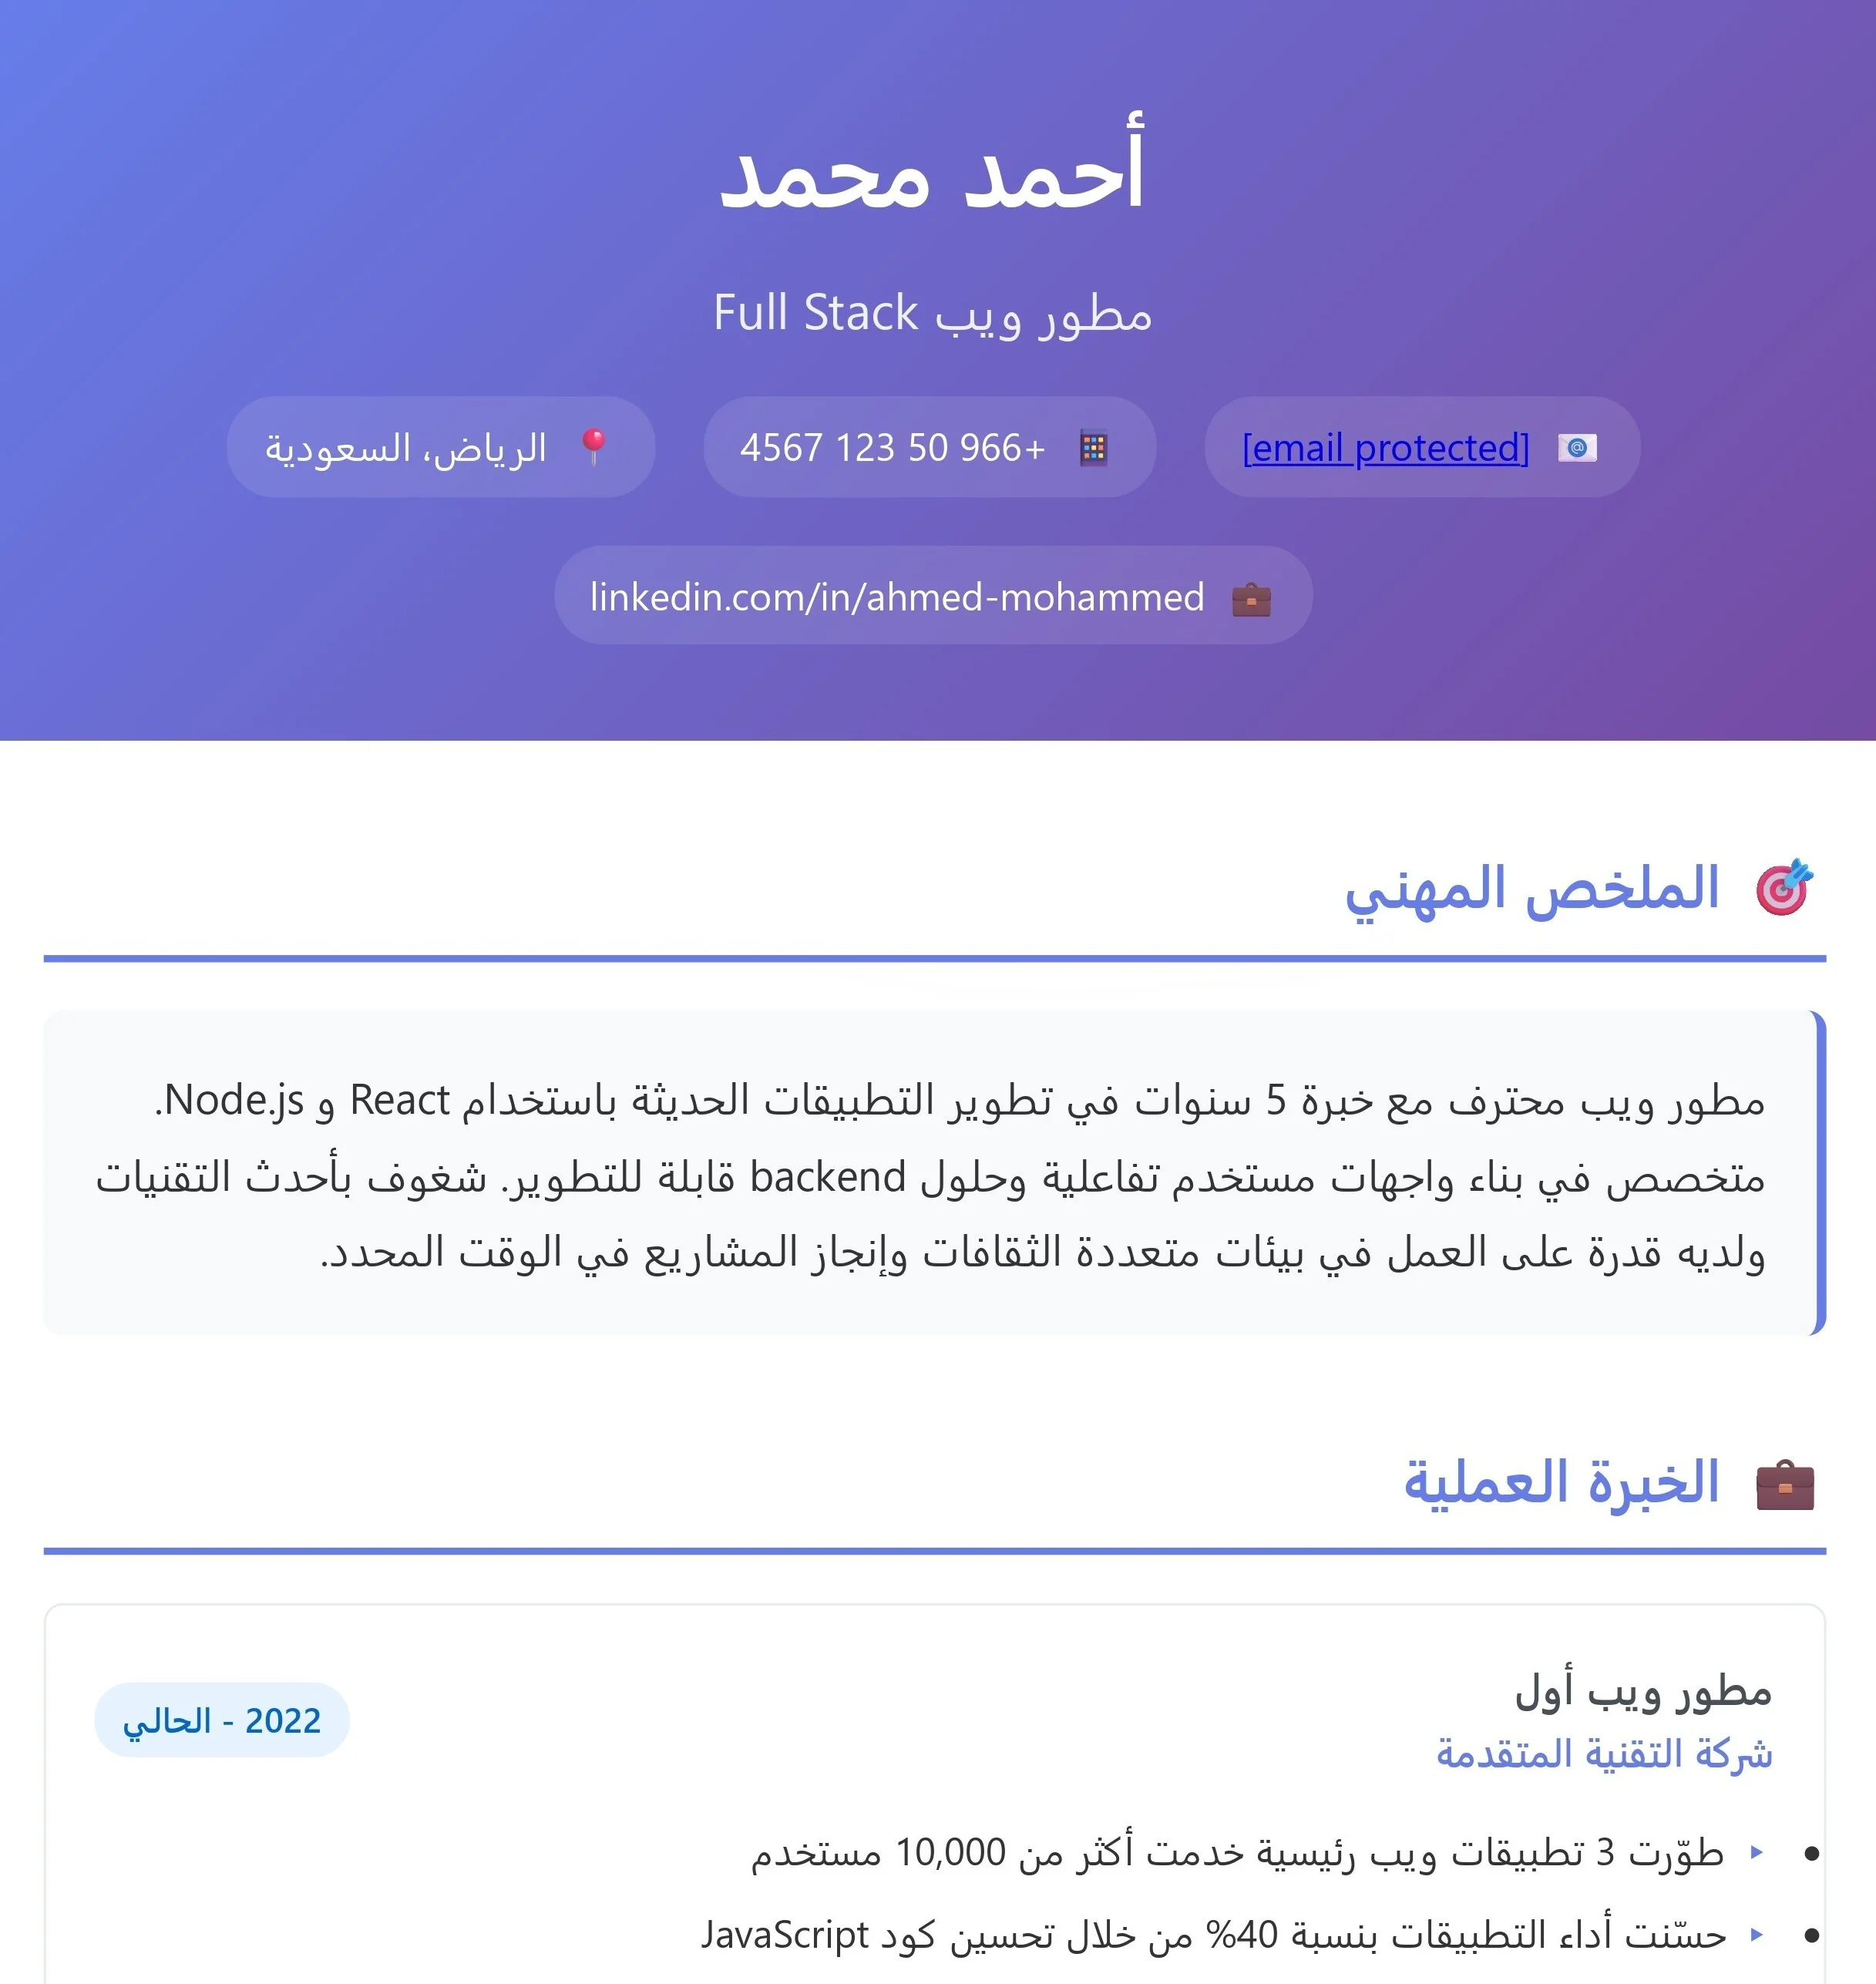 أحمد محمد
مطور ويب Full Stack
[email protected]
4567 123 50 966+
الرياض، السعودية
linkedin.com/in/ahmed-mohammed
الملخص المهني
مطور ويب محترف مع خبرة 5 سنوات في تطوير التطبيقات الحديثة باستخدام React و Node.js.
متخصص في بناء واجهات مستخدم تفاعلية وحلول backend قابلة للتطوير. شغوف بأحدث التقنيات
ولديه قدرة على العمل في بيئات متعددة الثقافات وإنجاز المشاريع في الوقت المحدد.
الخبرة العملية
مطور ويب أول
2022 - الحالي
شركة التقنية المتقدمة
طوّرت 3 تطبيقات ويب رئيسية خدمت أكثر من 10,000 مستخدم
حسّنت أداء التطبيقات بنسبة 40% من خلال تحسين كود JavaScript